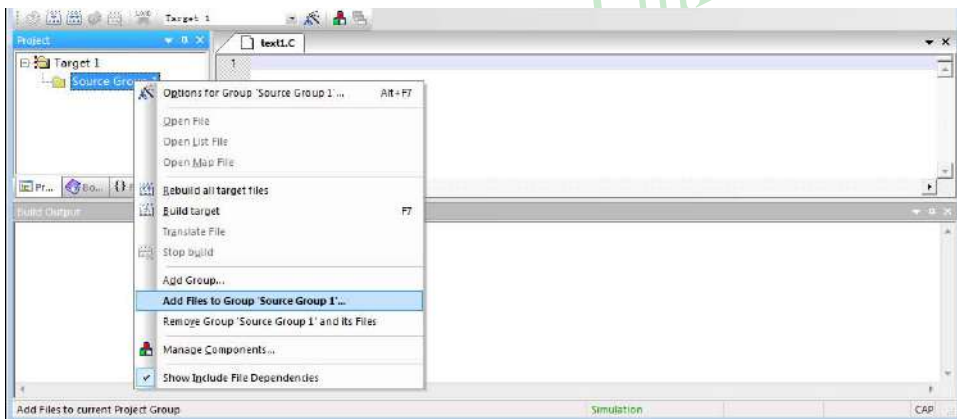 Target 1
Project
text1.C
Target 1
1
Source Group 1
Options for Group 'Source Group 1'... Alt+F7
Open File
Open List File
Open Map File
Pr... Bo... {}
Rebuild all target files
Build target F7
Build Output
Translate File
Stop build
Add Group...
Add Files to Group 'Source Group 1'...
Remove Group 'Source Group 1' and its Files
Manage Components...
Show Include File Dependencies
Add Files to current Project Group Simulation CAP